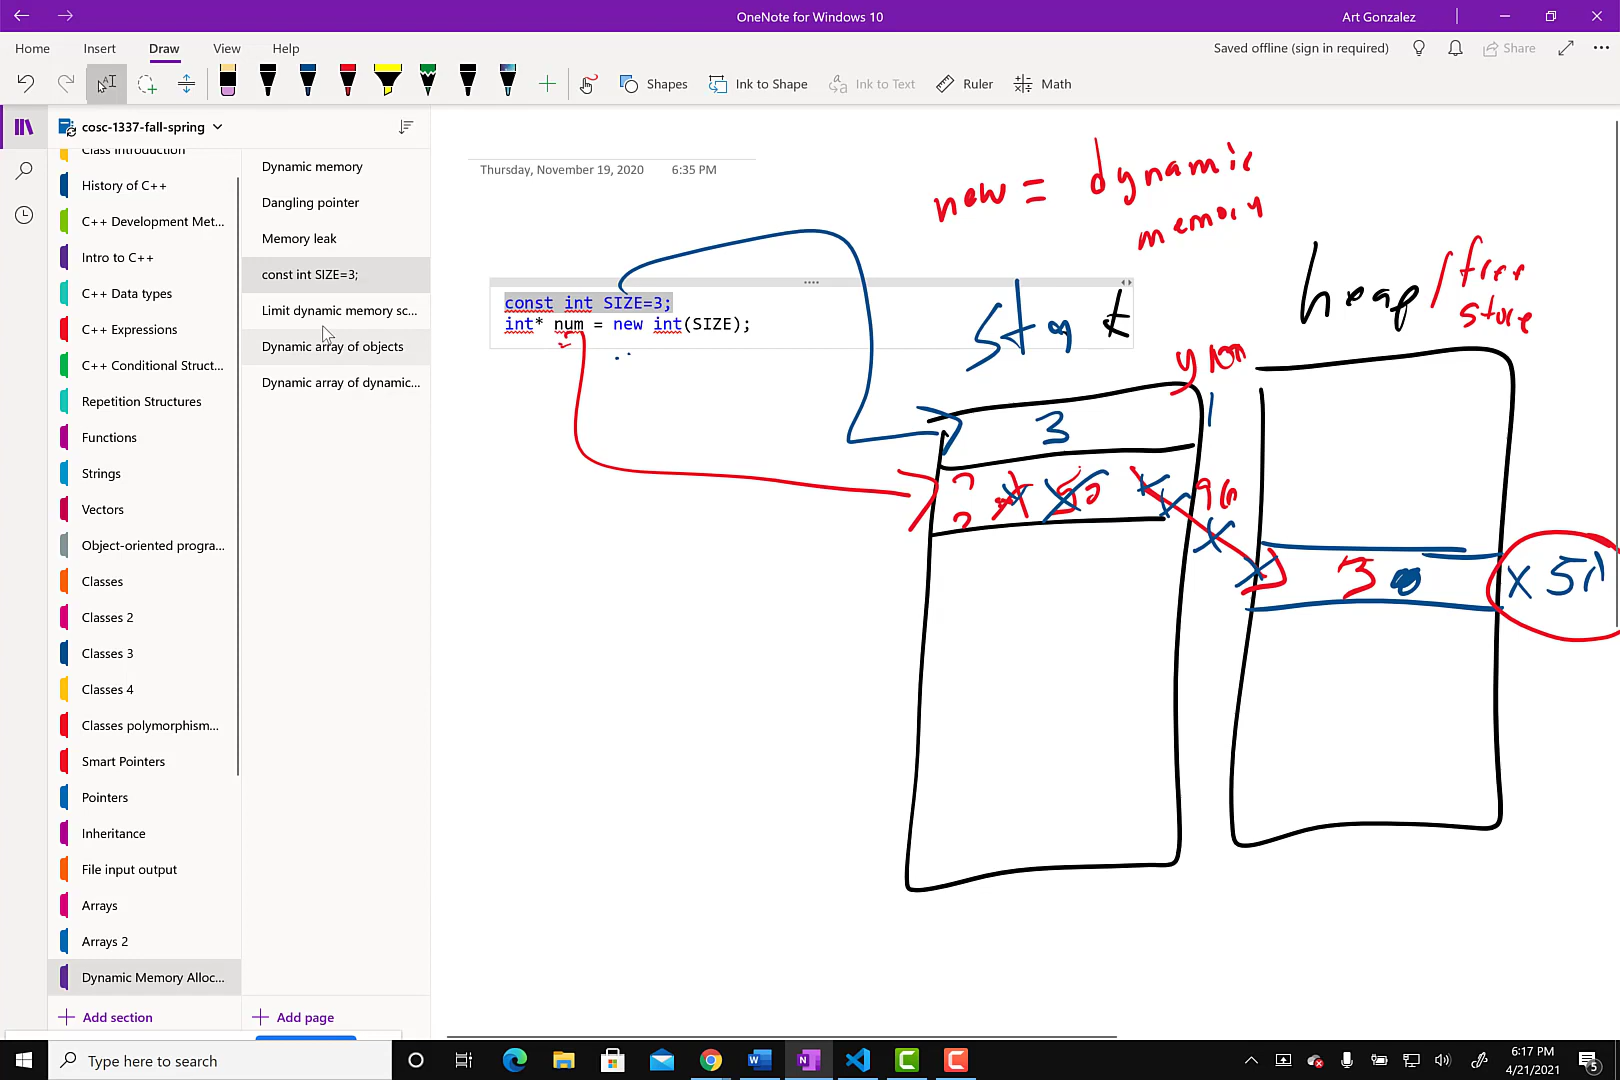 OneNote for Windows 10
Art Gonzalez
Home
Insert
Draw
View
Help
Saved offline (sign in required)
Share
Shapes
Ink to Shape
Ink to Text
Ruler
Math
cosc-1337-fall-spring
Class Introduction
History of C++
C++ Development Met...
Intro to C++
C++ Data types
C++ Expressions
C++ Conditional Struct...
Repetition Structures
Functions
Strings
Vectors
Object-oriented progra...
Classes
Classes 2
Classes 3
Classes 4
Classes polymorphism...
Smart Pointers
Pointers
Inheritance
File input output
Arrays
Arrays 2
Dynamic Memory Alloc...
Add section
Dynamic memory
Dangling pointer
Memory leak
const int SIZE=3;
Limit dynamic memory sc...
Dynamic array of objects
Dynamic array of dynamic...
Add page
Thursday, November 19, 2020
6:35 PM
new = dynamic
memory
const int SIZE=3;
int* num = new int(SIZE);
heap / free
store
3
96
3
x 51
Type here to search
6:17 PM
4/21/2021
5